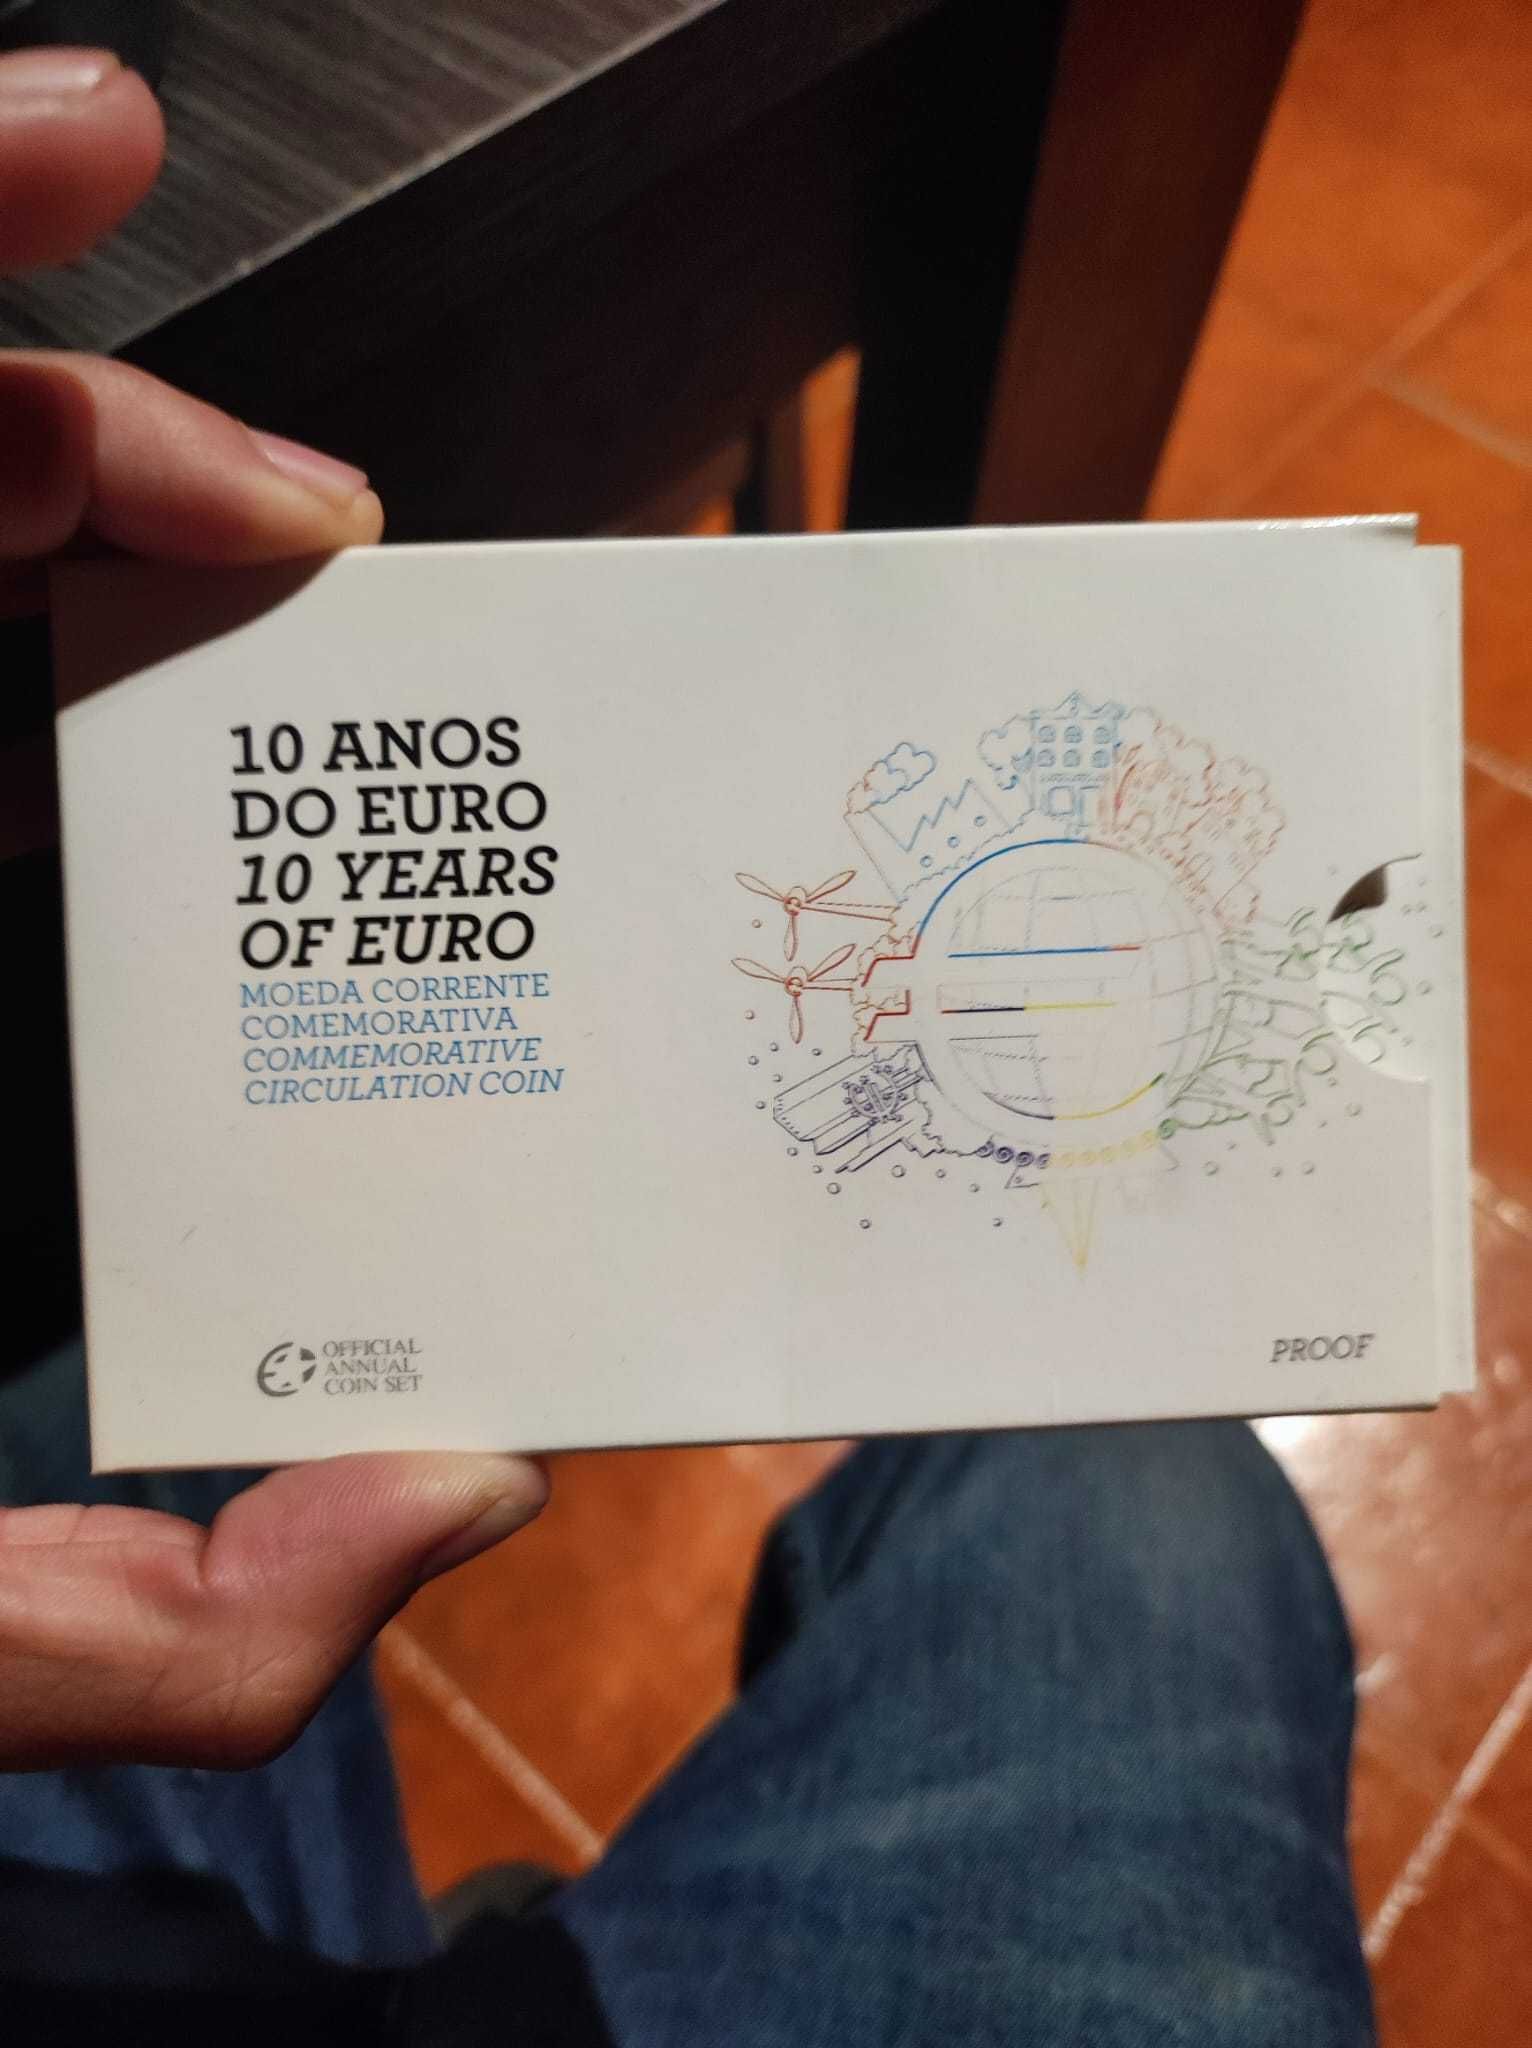 10 ANOS
DO EURO
10 YEARS
OF EURO
MOEDA CORRENTE
COMEMORATIVA
COMMEMORATIVE
CIRCULATION COIN
OFFICIAL
ANNUAL
COIN SET
PROOF